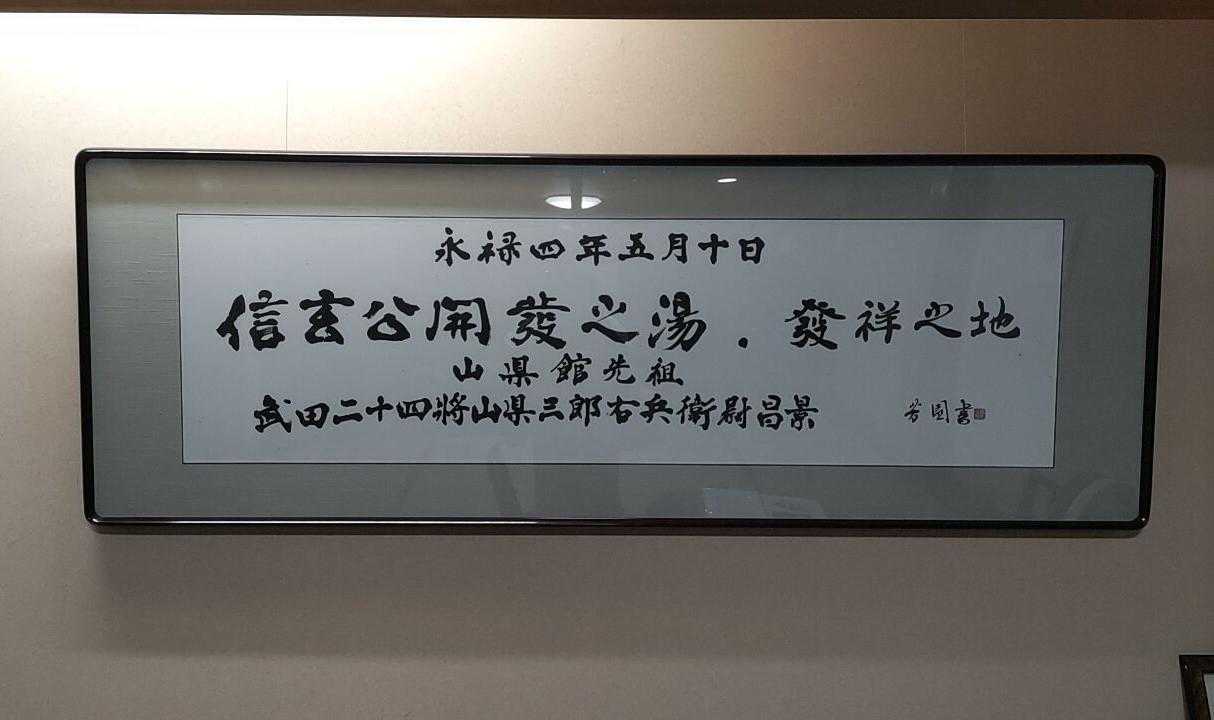 永禄四年五月十日
信玄公開發之湯．發祥之地
山県館先祖
武田二十四將山県三郎右兵衛尉昌景
芳園書